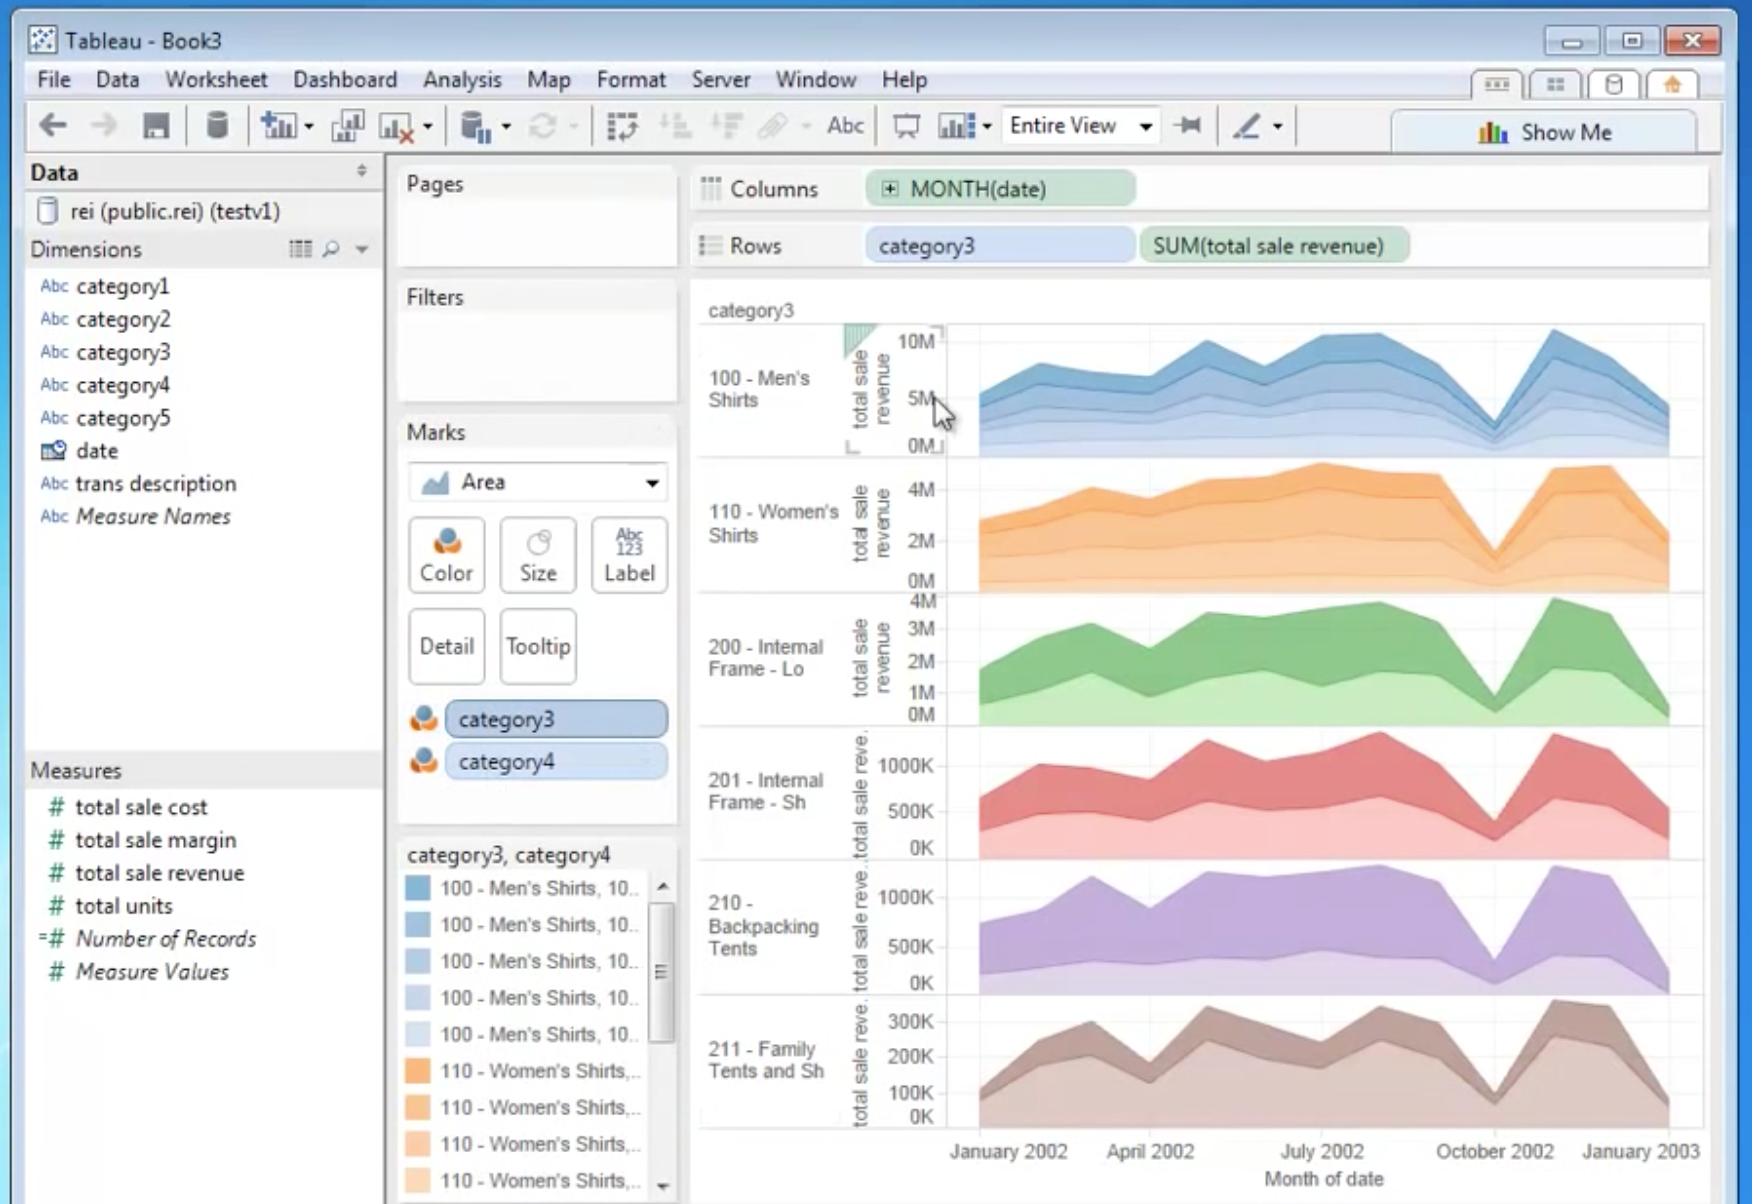 Tableau - Book3
File Data Worksheet Dashboard Analysis Map Format Server Window Help
Abc Entire View Show Me
Data
rei (public.rei) (testv1)
Dimensions
Abc category1
Abc category2
Abc category3
Abc category4
Abc category5
date
Abc trans description
Abc Measure Names
Measures
# total sale cost
# total sale margin
# total sale revenue
# total units
=# Number of Records
# Measure Values
Pages
Filters
Marks
Area
Color
Size
Abc
123
Label
Detail
Tooltip
category3
category4
category3, category4
100 - Men's Shirts, 10..
100 - Men's Shirts, 10..
100 - Men's Shirts, 10..
100 - Men's Shirts, 10..
100 - Men's Shirts, 10..
110 - Women's Shirts,..
110 - Women's Shirts,..
110 - Women's Shirts,..
110 - Women's Shirts,..
Columns MONTH(date)
Rows category3 SUM(total sale revenue)
category3
100 - Men's
Shirts
total sale
revenue
10M
5M
0M
110 - Women's
Shirts
total sale
revenue
4M
2M
0M
200 - Internal
Frame - Lo
total sale
revenue
4M
3M
2M
1M
0M
201 - Internal
Frame - Sh
total sale reve..
1000K
500K
0K
210 -
Backpacking
Tents
total sale reve..
1000K
500K
0K
211 - Family
Tents and Sh
total sale reve..
300K
200K
100K
0K
January 2002 April 2002 July 2002 October 2002 January 2003
Month of date